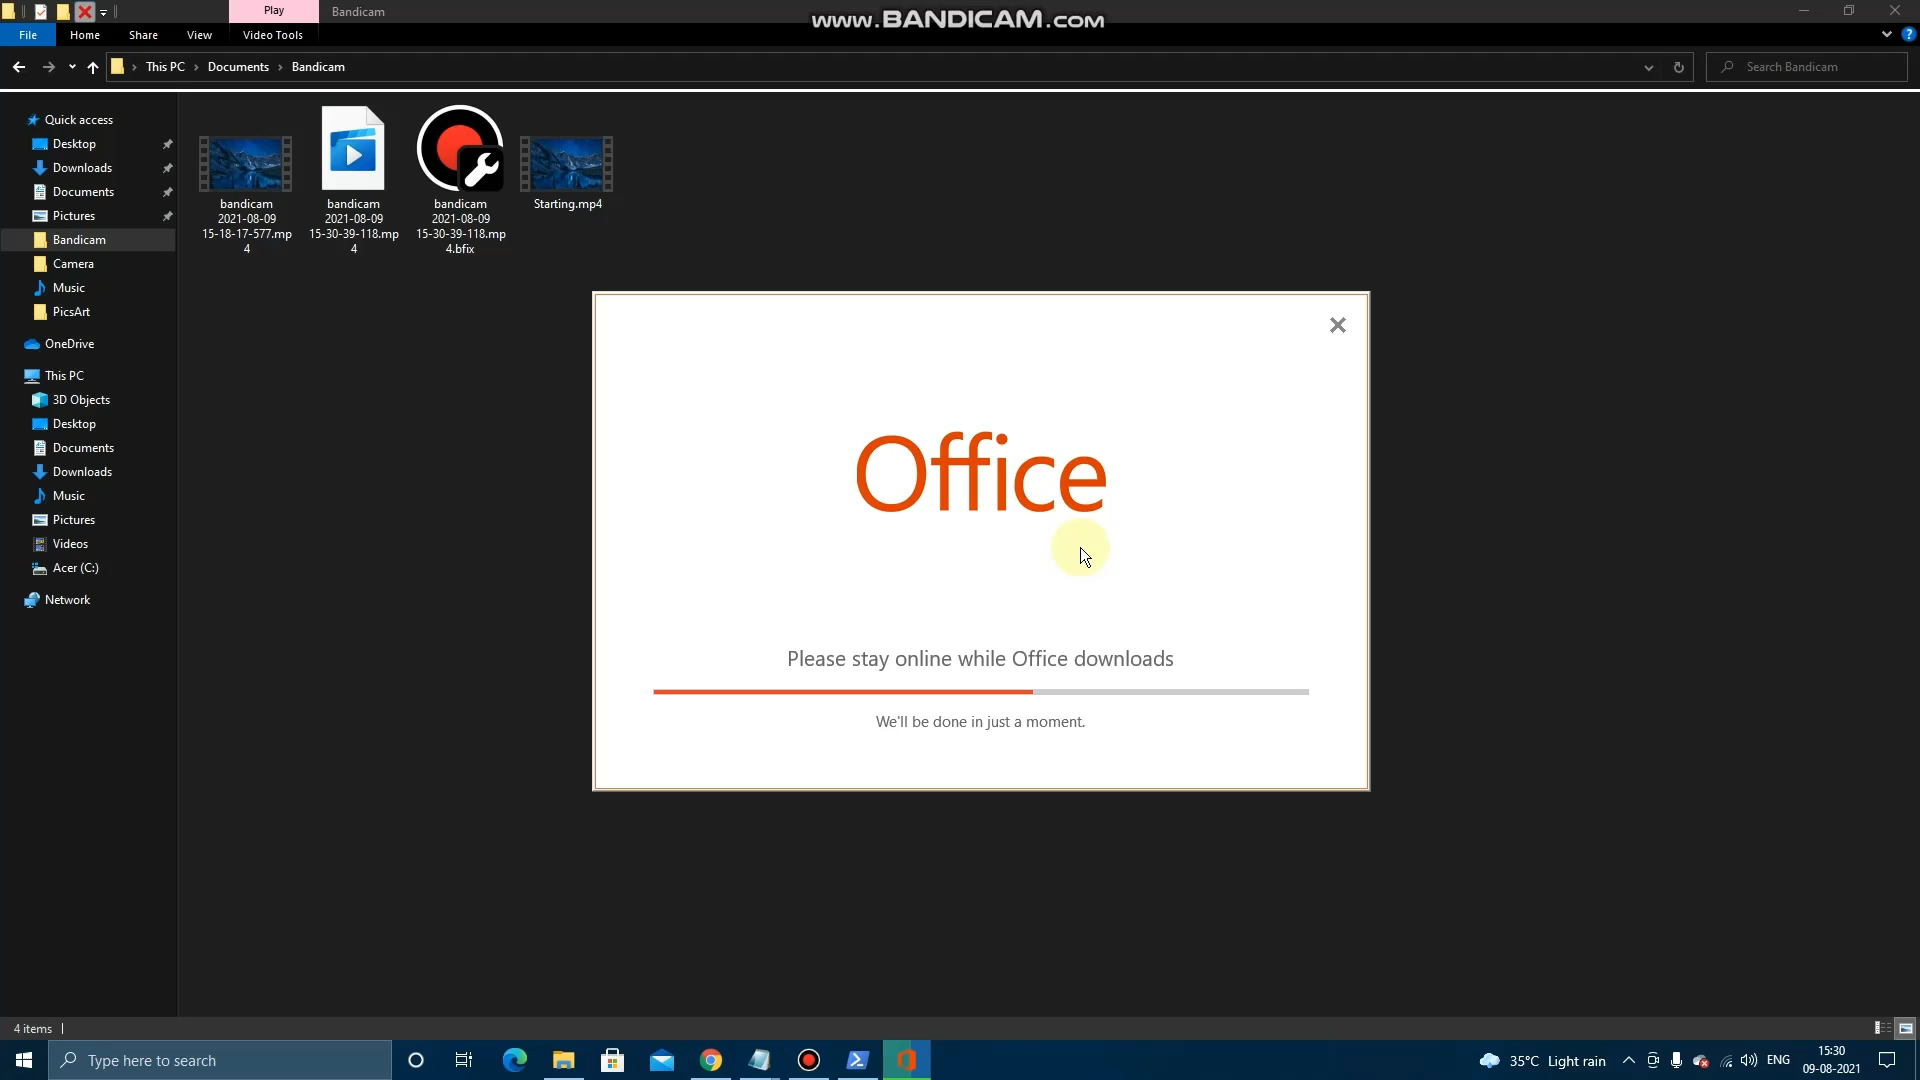 Play
Bandicam
www.BANDICAM.com
File
Home
Share
View
Video Tools
This PC
Documents
Bandicam
Search Bandicam
Quick access
Desktop
Downloads
Documents
Pictures
Bandicam
Camera
Music
PicsArt
OneDrive
This PC
3D Objects
Desktop
Documents
Downloads
Music
Pictures
Videos
Acer (C:)
Network
bandicam
2021-08-09
15-18-17-577.mp
4
bandicam
2021-08-09
15-30-39-118.mp
4
bandicam
2021-08-09
15-30-39-118.mp
4.bfix
Starting.mp4
Office
Please stay online while Office downloads
We'll be done in just a moment.
4 items
Type here to search
35°C Light rain
ENG
15:30
09-08-2021